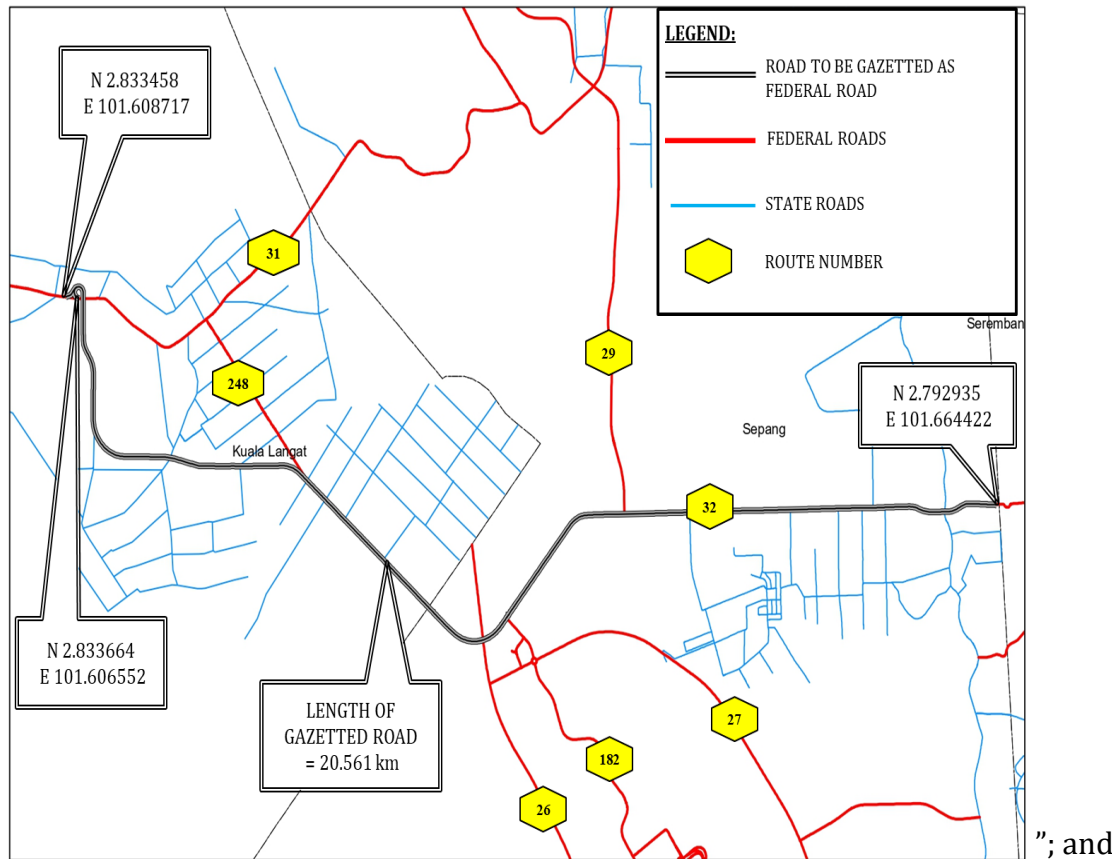 N 2.833458
E 101.608717
LEGEND:
ROAD TO BE GAZETTED AS
FEDERAL ROAD
FEDERAL ROADS
STATE ROADS
ROUTE NUMBER
31
248
29
Seremban
N 2.792935
E 101.664422
Sepang
Kuala Langat
32
N 2.833664
E 101.606552
LENGTH OF
GAZETTED ROAD
= 20.561 km
27
182
26
”; and